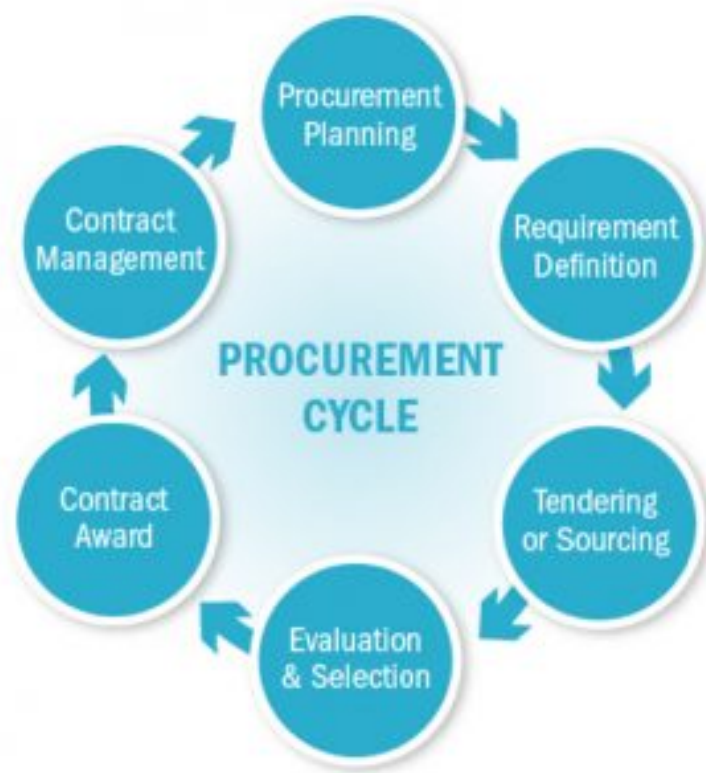 Procurement
Planning
Requirement
Definition
Tendering
or Sourcing
Evaluation
& Selection
Contract
Award
Contract
Management
PROCUREMENT
CYCLE